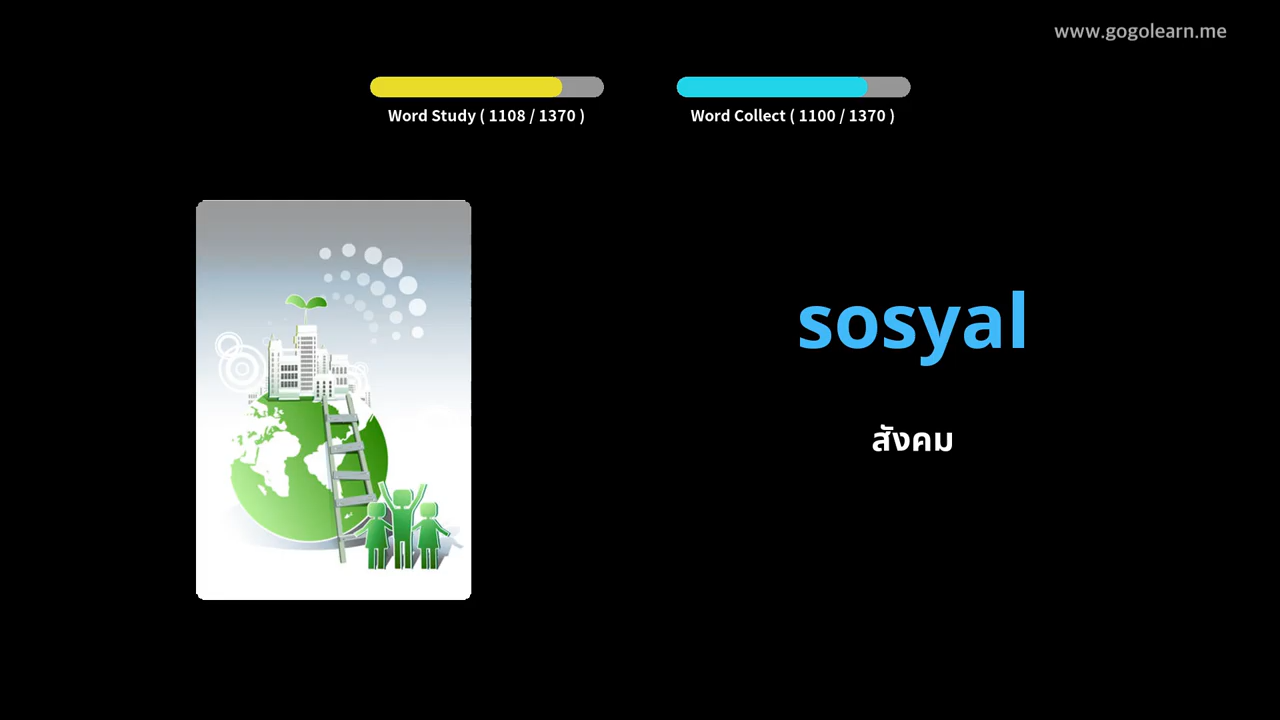 www.gogolearn.me
Word Study ( 1108 / 1370 )
Word Collect ( 1100 / 1370 )
sosyal
สังคม